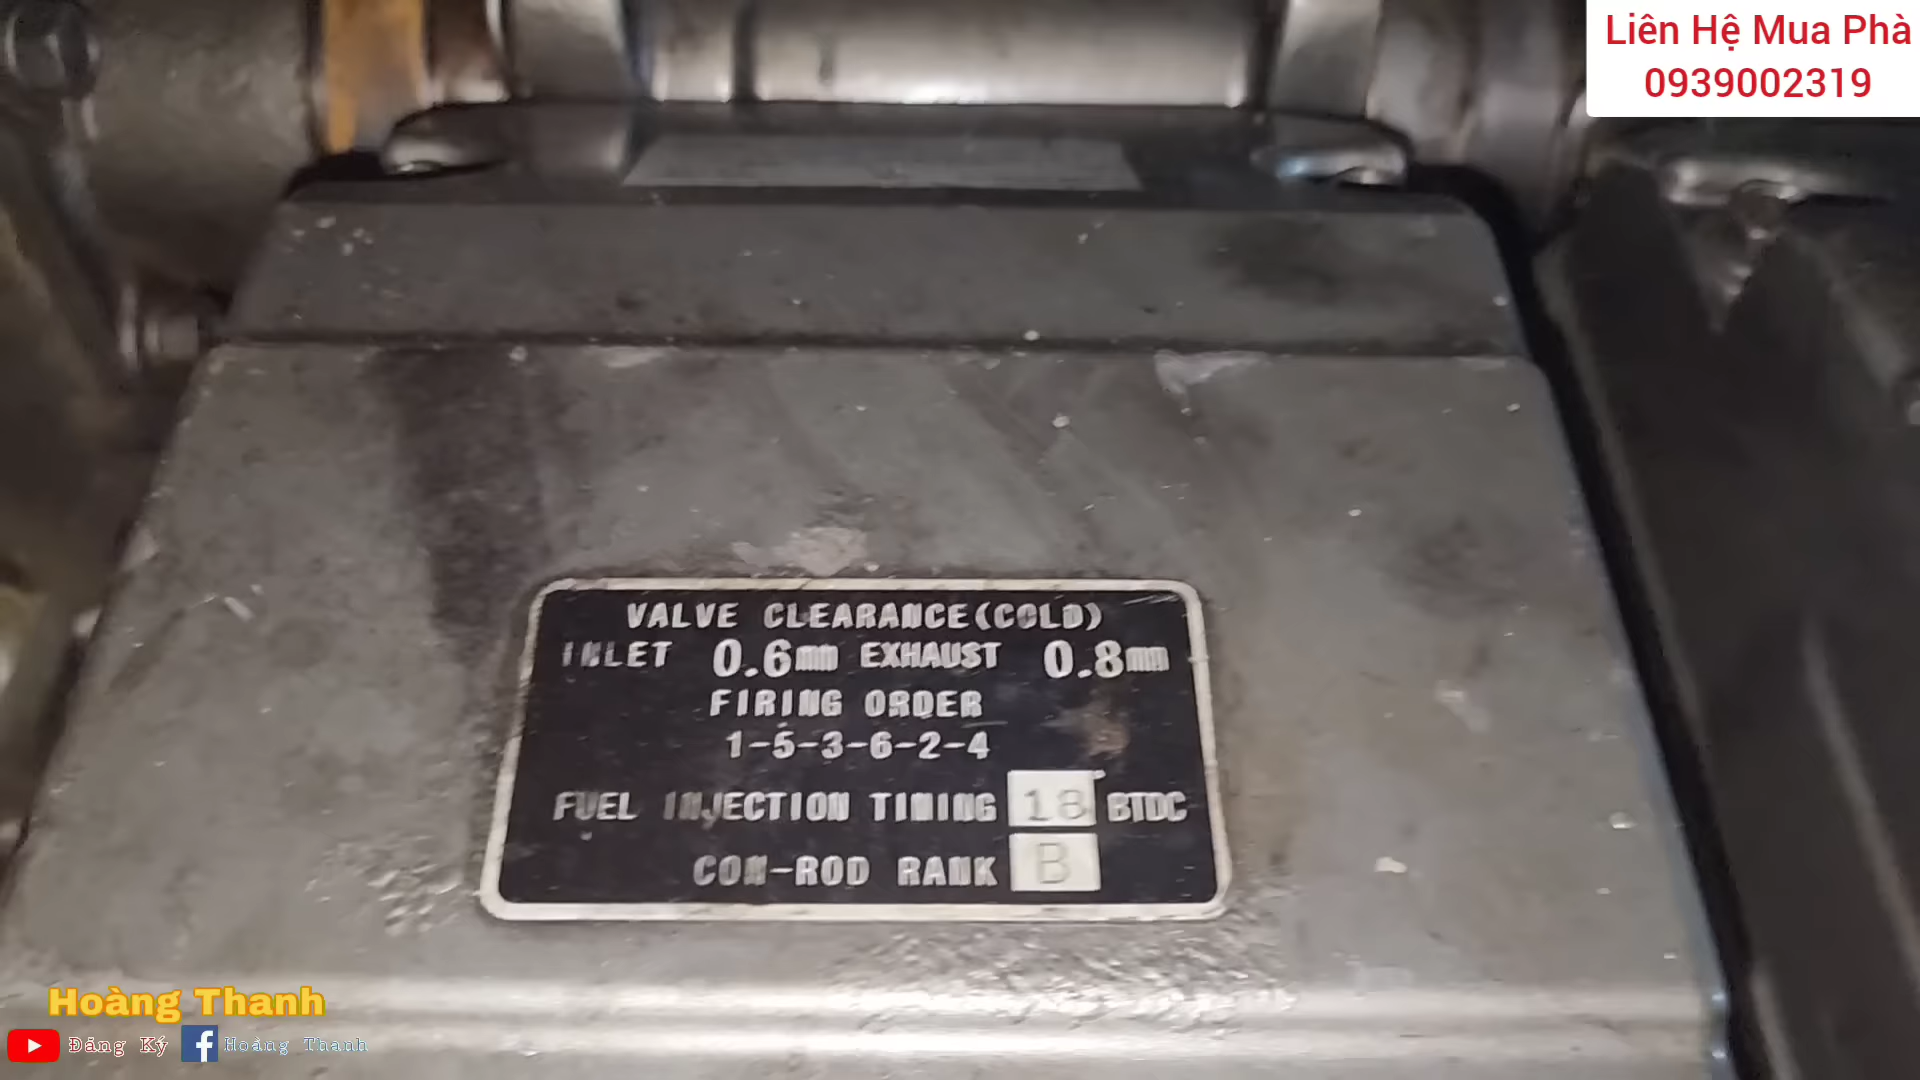 Liên Hệ Mua Phà
0939002319
VALVE CLEARANCE(COLD)
INLET 0.6mm EXHAUST 0.8mm
FIRING ORDER
1-5-3-6-2-4
FUEL INJECTION TIMING 18 BTDC
CON-ROD RANK B
Hoàng Thanh
Đăng Ký f Hoàng Thanh